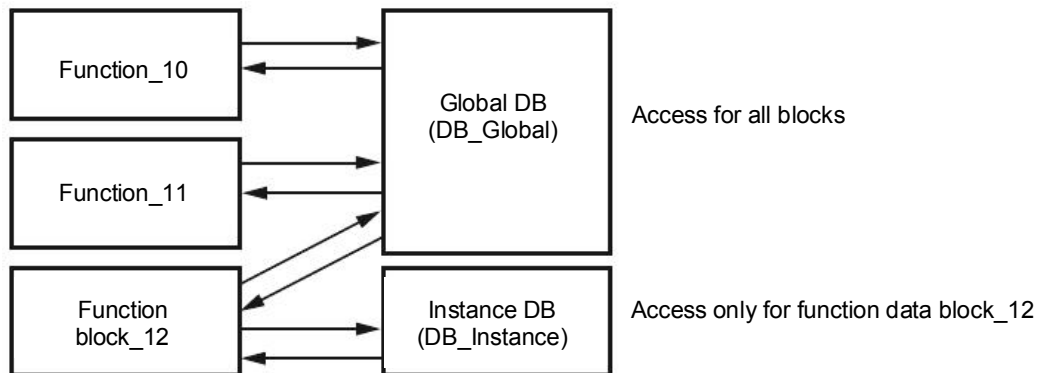 Function_10
Global DB
(DB_Global)
Access for all blocks
Function_11
Function
block_12
Instance DB
(DB_Instance)
Access only for function data block_12